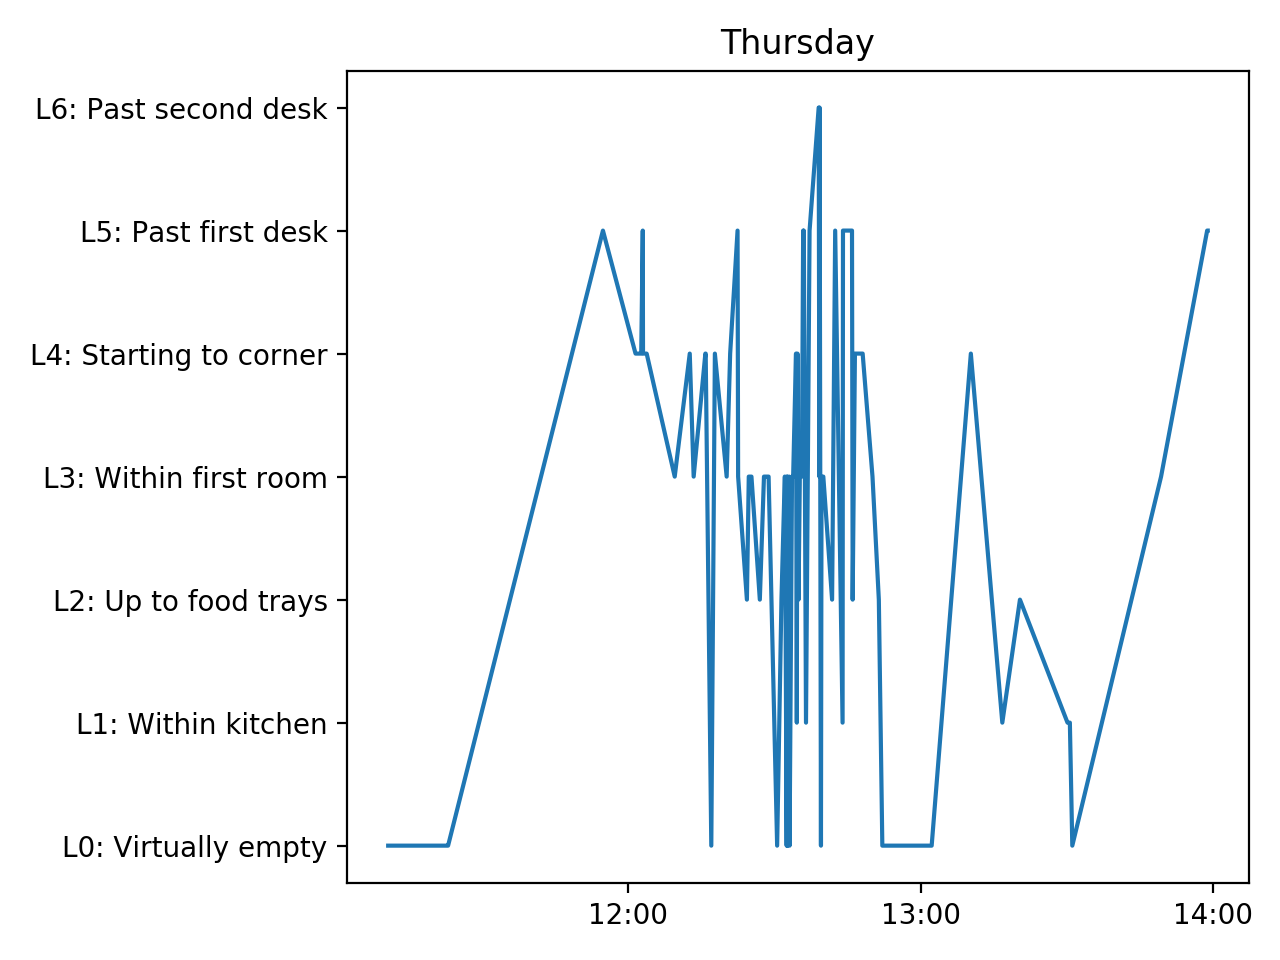 Thursday
L6: Past second desk
L5: Past first desk
L4: Starting to corner
L3: Within first room
L2: Up to food trays
L1: Within kitchen
L0: Virtually empty
12:00 13:00 14:00